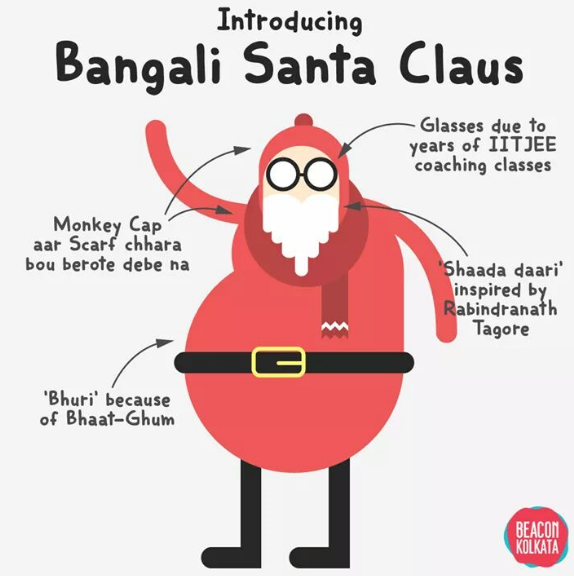 Introducing
Bangali Santa Claus
Glasses due to
years of IITJEE
coaching classes
Monkey Cap
aar Scarf chhara
bou berote debe na
'Shaada daari'
inspired by
Rabindranath
Tagore
'Bhuri' because
of Bhaat-Ghum
BEACON
KOLKATA